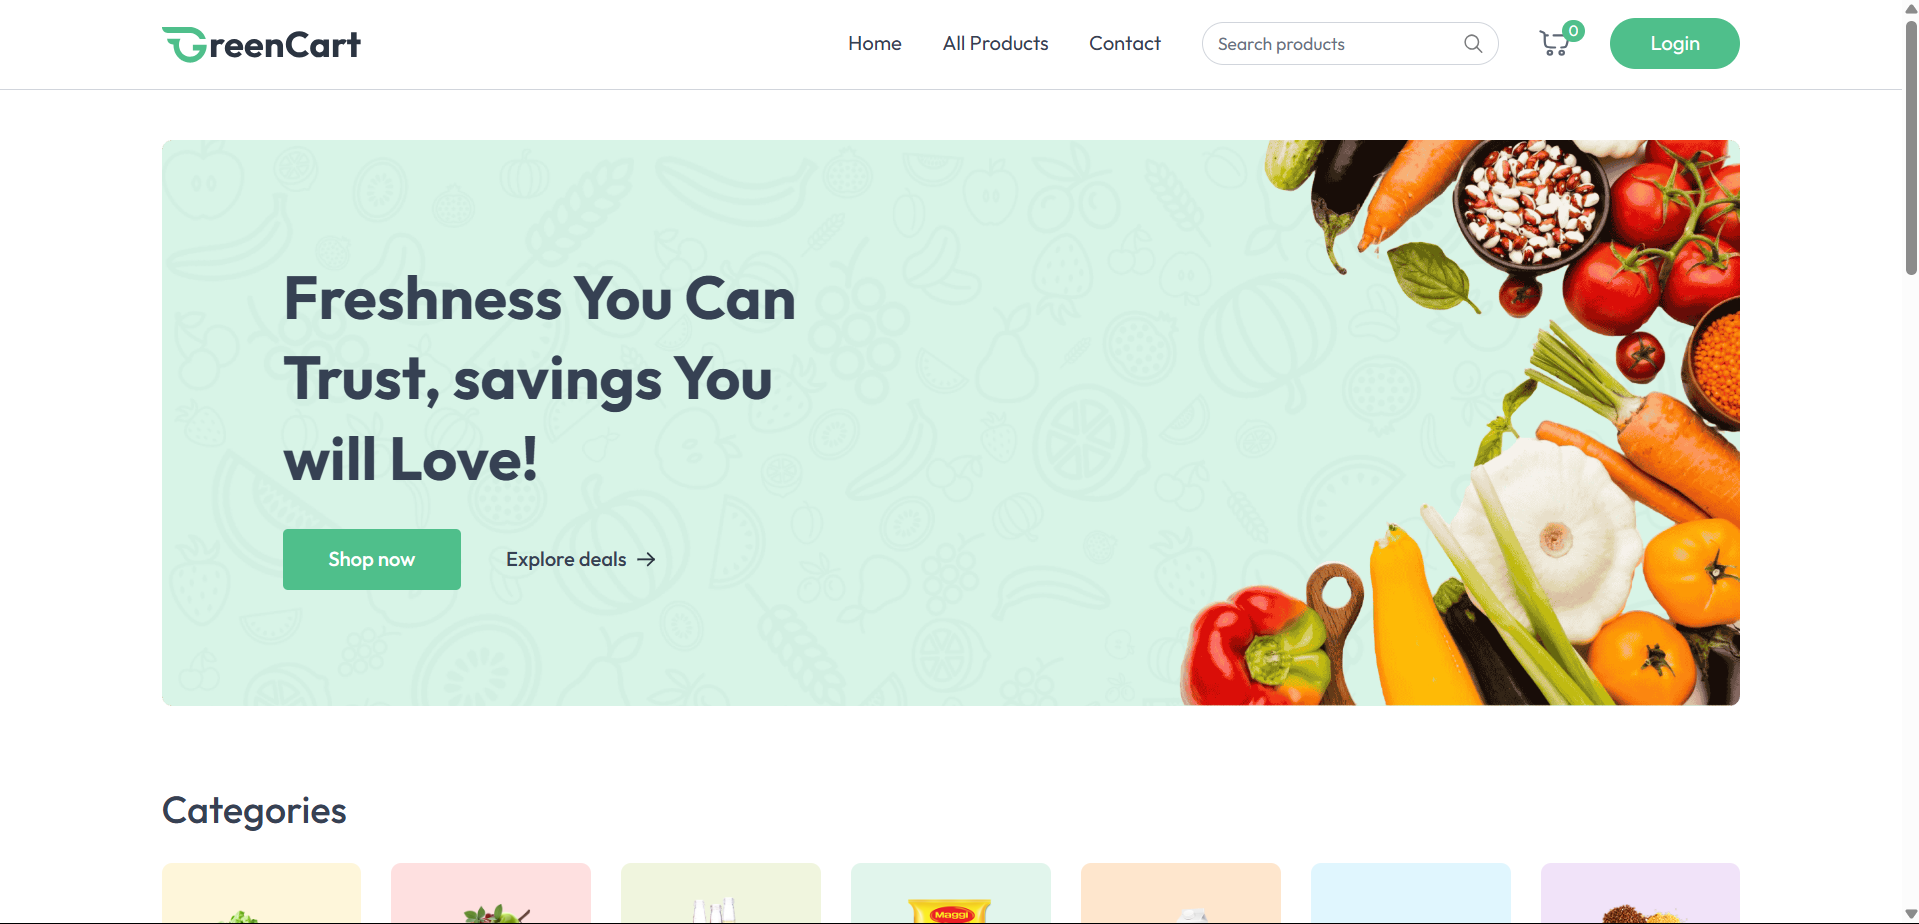 GreenCart
Home
All Products
Contact
Search products
0
Login
Freshness You Can
Trust, savings You
will Love!
Shop now
Explore deals
Categories
Maggi